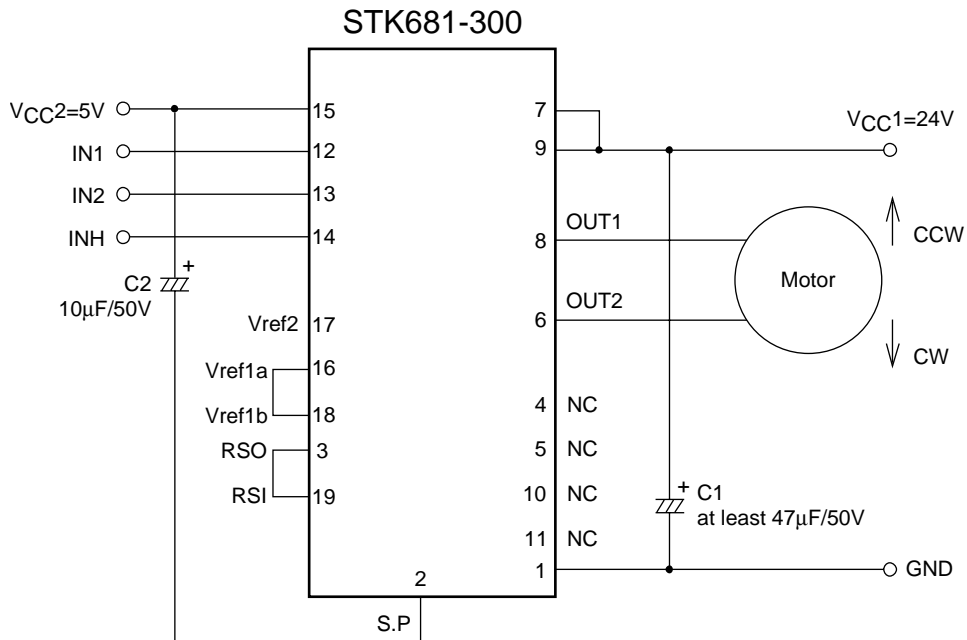 STK681-300
VCC2=5V
IN1
IN2
INH
C2
+
10µF/50V
Vref2
Vref1a
Vref1b
RSO
RSI
15
12
13
14
17
16
18
3
19
2
S.P
7
9
8
6
4
5
10
11
1
OUT1
OUT2
NC
NC
NC
NC
VCC1=24V
Motor
CCW
CW
+
C1
at least 47µF/50V
GND